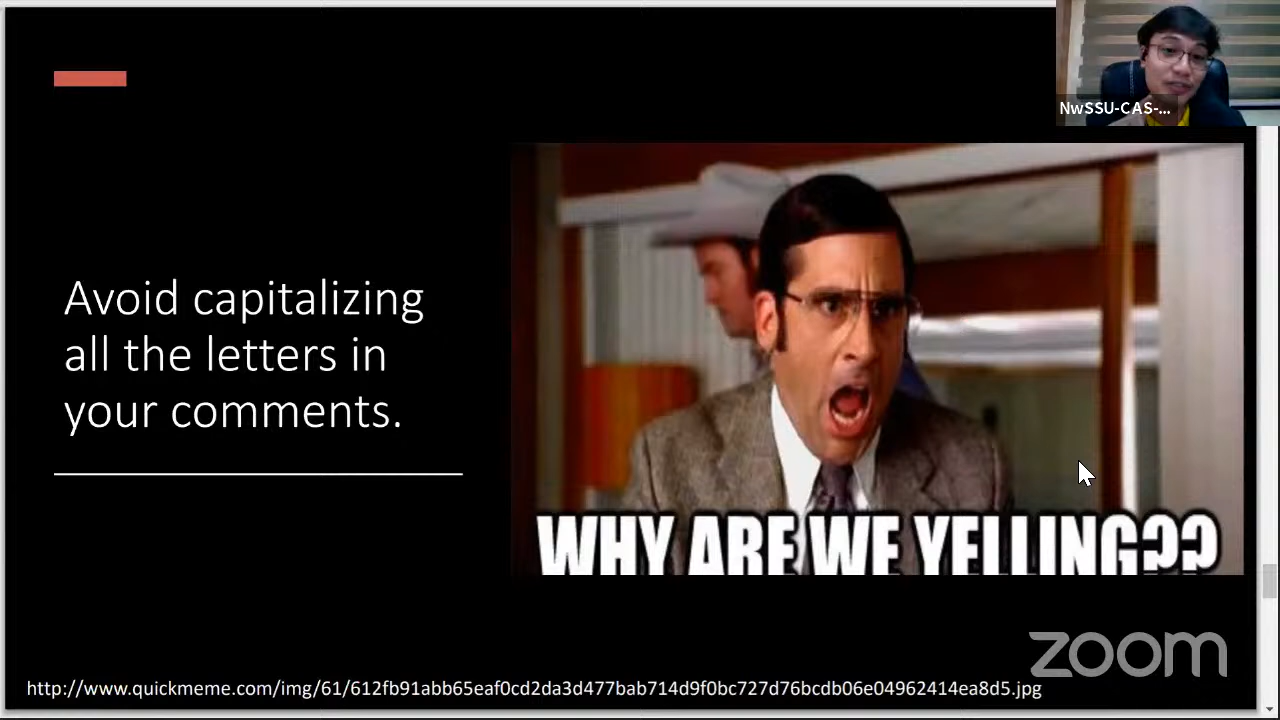 NwSSU-CAS-...
Avoid capitalizing
all the letters in
your comments.
WHY ARE WE YELLING??
zoom
http://www.quickmeme.com/img/61/612fb91abb65eaf0cd2da3d477bab714d9f0bc727d76bcdb06e04962414ea8d5.jpg